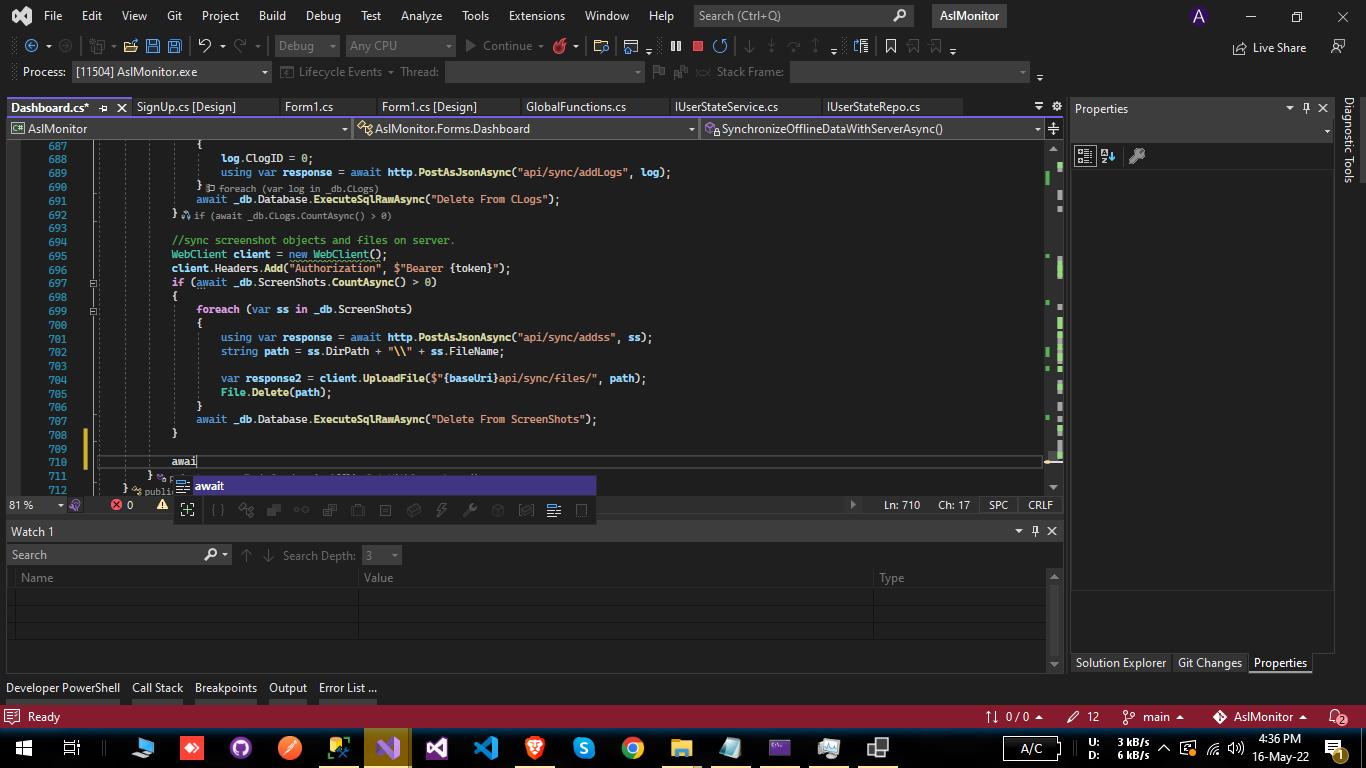 File Edit View Git Project Build Debug Test Analyze Tools Extensions Window Help Search (Ctrl+Q) AslMonitor A
Debug Any CPU Continue Live Share
Process: [11504] AslMonitor.exe Lifecycle Events Thread: Stack Frame:
Dashboard.cs* SignUp.cs [Design] Form1.cs Form1.cs [Design] GlobalFunctions.cs IUserStateService.cs IUserStateRepo.cs Properties
AslMonitor AslMonitor.Forms.Dashboard SynchronizeOfflineDataWithServerAsync()
Diagnostic Tools
687 {
688 log.ClogID = 0;
689 using var response = await http.PostAsJsonAsync("api/sync/addLogs", log);
690 } foreach (var log in _db.CLogs)
691 await _db.Database.ExecuteSqlRawAsync("Delete From CLogs");
692 } if (await _db.CLogs.CountAsync() > 0)
693
694 //sync screenshot objects and files on server.
695 WebClient client = new WebClient();
696 client.Headers.Add("Authorization", $"Bearer {token}");
697 if (await _db.ScreenShots.CountAsync() > 0)
698 {
699 foreach (var ss in _db.ScreenShots)
700 {
701 using var response = await http.PostAsJsonAsync("api/sync/addss", ss);
702 string path = ss.DirPath + "\\" + ss.FileName;
703
704 var response2 = client.UploadFile($"{baseUri}api/sync/files/", path);
705 File.Delete(path);
706 }
707 await _db.Database.ExecuteSqlRawAsync("Delete From ScreenShots");
708 }
709
710 awai
711 }
await
712 } public
81 % 0 Ln: 710 Ch: 17 SPC CRLF
Watch 1
Search Search Depth: 3
Name Value Type
Solution Explorer Git Changes Properties
Developer PowerShell Call Stack Breakpoints Output Error List ...
Ready 0 / 0 12 main AslMonitor 2
A/C U: 3 kB/s D: 6 kB/s 4:36 PM 16-May-22 1